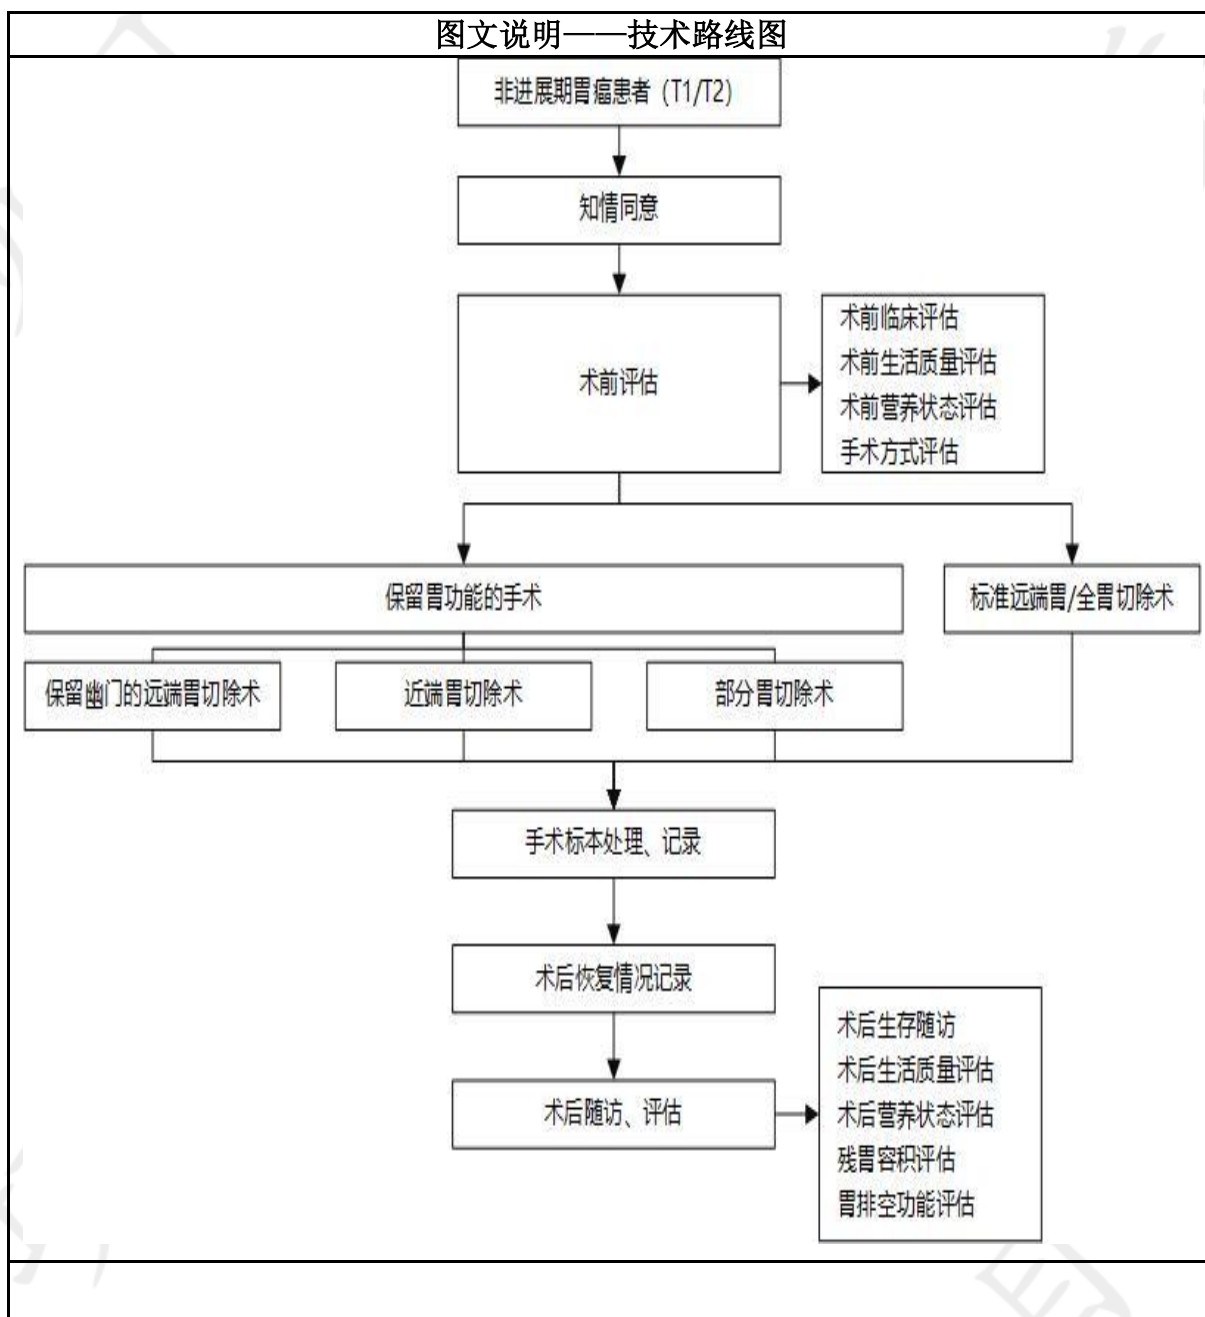 图文说明——技术路线图
非进展期胃癌患者（T1/T2）
知情同意
术前评估
术前临床评估
术前生活质量评估
术前营养状态评估
手术方式评估
保留胃功能的手术
标准远端胃/全胃切除术
保留幽门的远端胃切除术
近端胃切除术
部分胃切除术
手术标本处理、记录
术后恢复情况记录
术后随访、评估
术后生存随访
术后生活质量评估
术后营养状态评估
残胃容积评估
胃排空功能评估